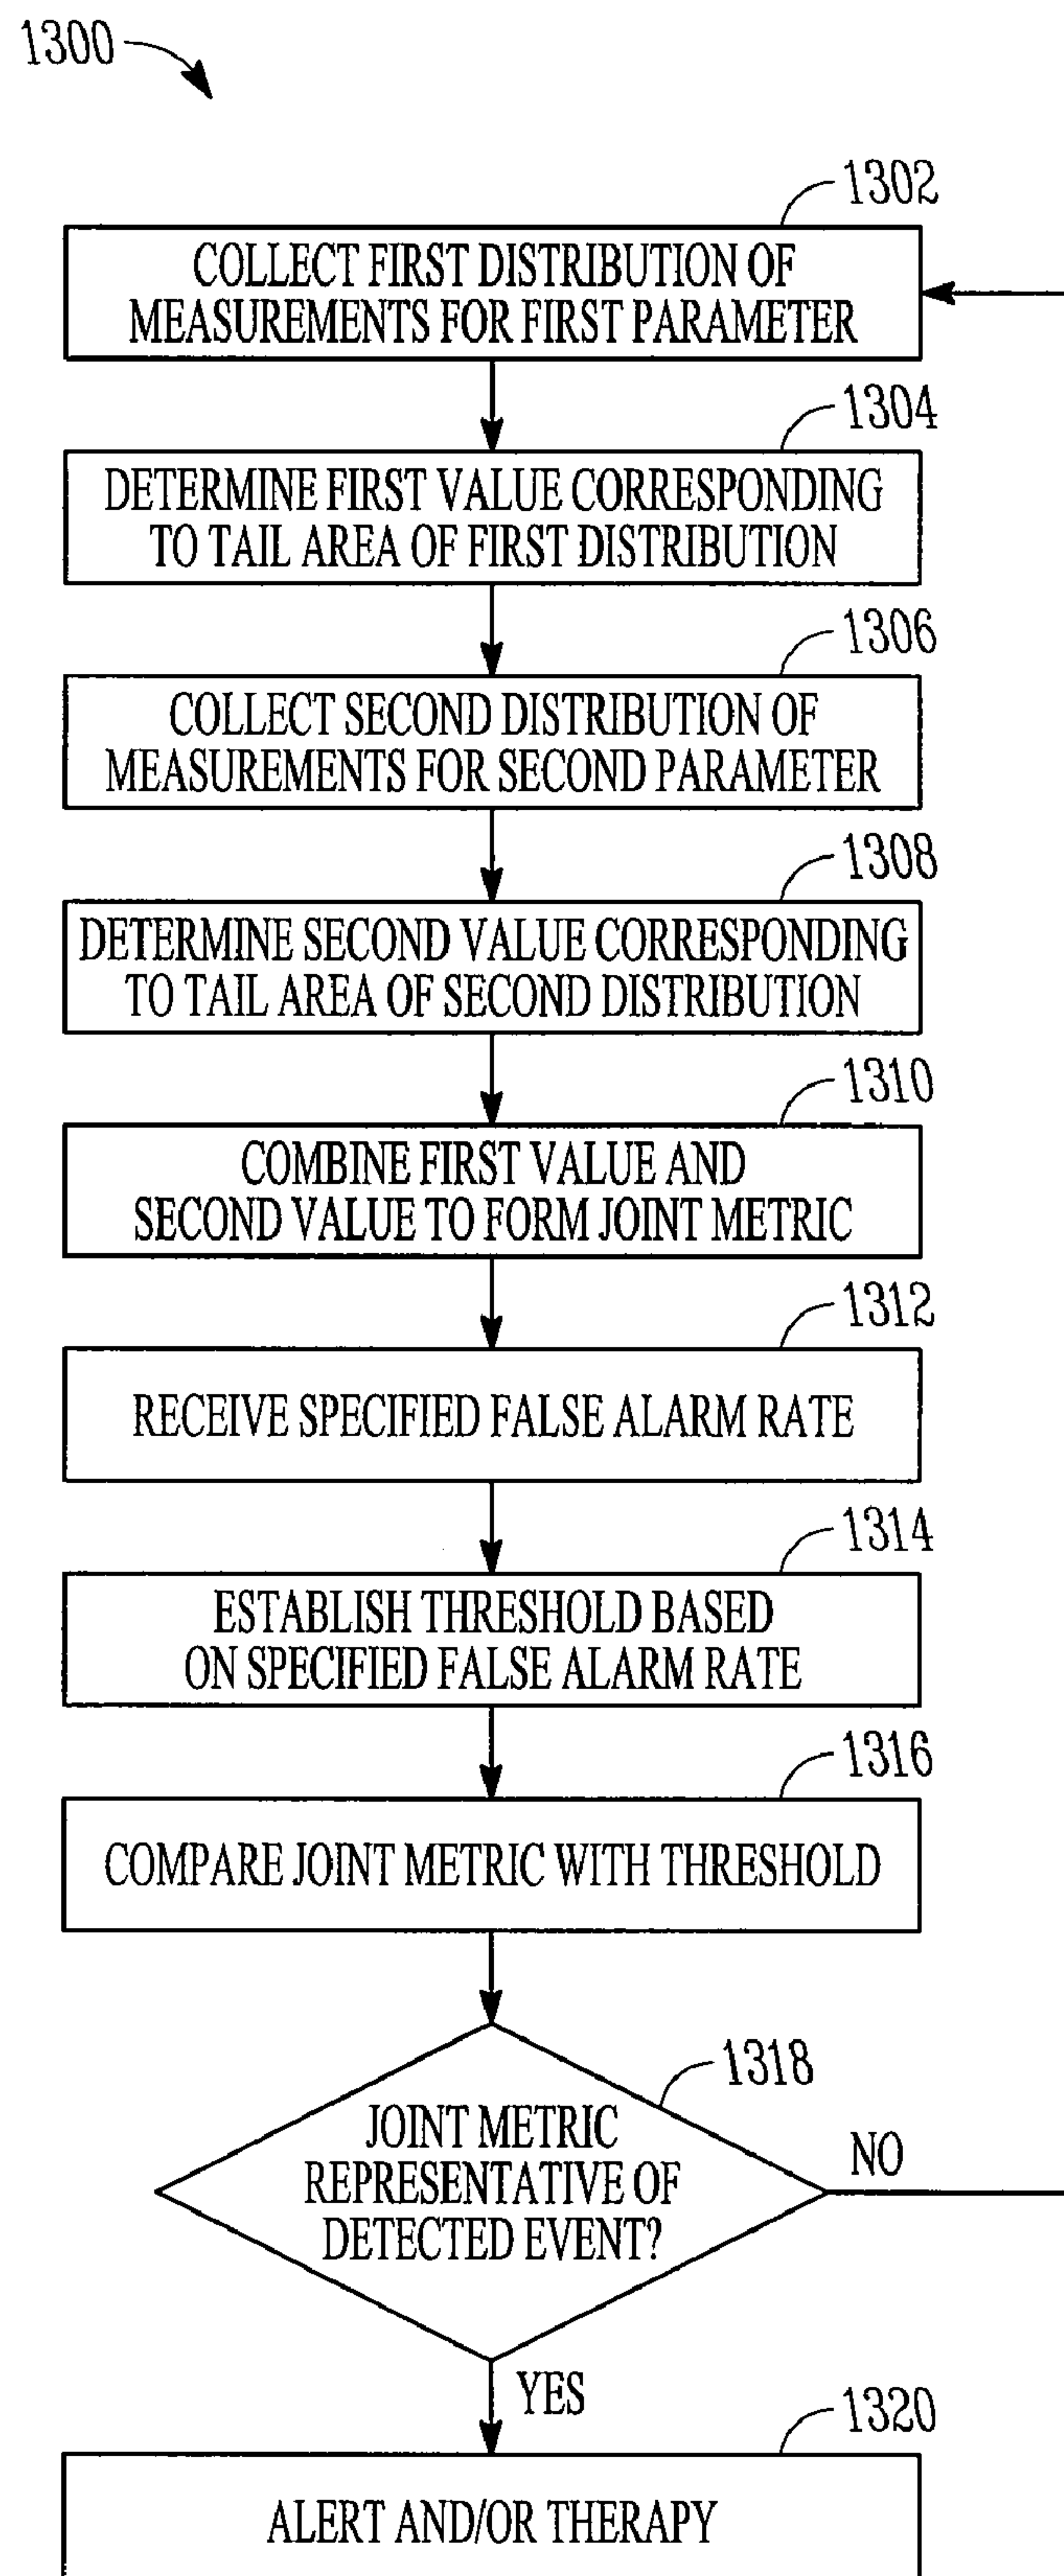 1300
1302
COLLECT FIRST DISTRIBUTION OF
MEASUREMENTS FOR FIRST PARAMETER
1304
DETERMINE FIRST VALUE CORRESPONDING
TO TAIL AREA OF FIRST DISTRIBUTION
1306
COLLECT SECOND DISTRIBUTION OF
MEASUREMENTS FOR SECOND PARAMETER
1308
DETERMINE SECOND VALUE CORRESPONDING
TO TAIL AREA OF SECOND DISTRIBUTION
1310
COMBINE FIRST VALUE AND
SECOND VALUE TO FORM JOINT METRIC
1312
RECEIVE SPECIFIED FALSE ALARM RATE
1314
ESTABLISH THRESHOLD BASED
ON SPECIFIED FALSE ALARM RATE
1316
COMPARE JOINT METRIC WITH THRESHOLD
1318
JOINT METRIC
REPRESENTATIVE OF
DETECTED EVENT?
NO
YES
1320
ALERT AND/OR THERAPY